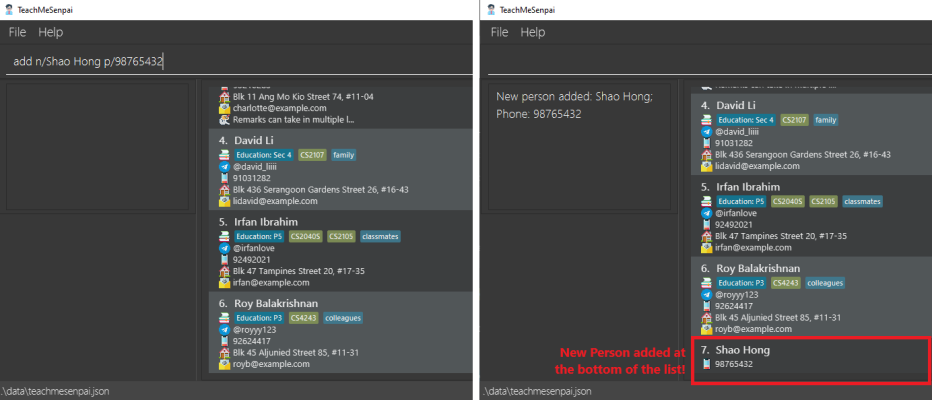 TeachMeSenpai
File Help
add n/Shao Hong p/98765432
Blk 11 Ang Mo Kio Street 74, #11-04
charlotte@example.com
Remarks can take in multiple l...
4. David Li
Education: Sec 4 CS2107 family
@david_liiii
91031282
Blk 436 Serangoon Gardens Street 26, #16-43
lidavid@example.com
5. Irfan Ibrahim
Education: P5 CS2040S CS2105 classmates
@irfanlove
92492021
Blk 47 Tampines Street 20, #17-35
irfan@example.com
6. Roy Balakrishnan
Education: P3 CS4243 colleagues
@royyy123
92624417
Blk 45 Aljunied Street 85, #11-31
royb@example.com
.\data\teachmesenpai.json
TeachMeSenpai
File Help
New person added: Shao Hong;
Phone: 98765432
Remarks can take in multiple l...
4. David Li
Education: Sec 4 CS2107 family
@david_liiii
91031282
Blk 436 Serangoon Gardens Street 26, #16-43
lidavid@example.com
5. Irfan Ibrahim
Education: P5 CS2040S CS2105 classmates
@irfanlove
92492021
Blk 47 Tampines Street 20, #17-35
irfan@example.com
6. Roy Balakrishnan
Education: P3 CS4243 colleagues
@royyy123
92624417
Blk 45 Aljunied Street 85, #11-31
royb@example.com
7. Shao Hong
98765432
New Person added at
the bottom of the list!
.\data\teachmesenpai.json